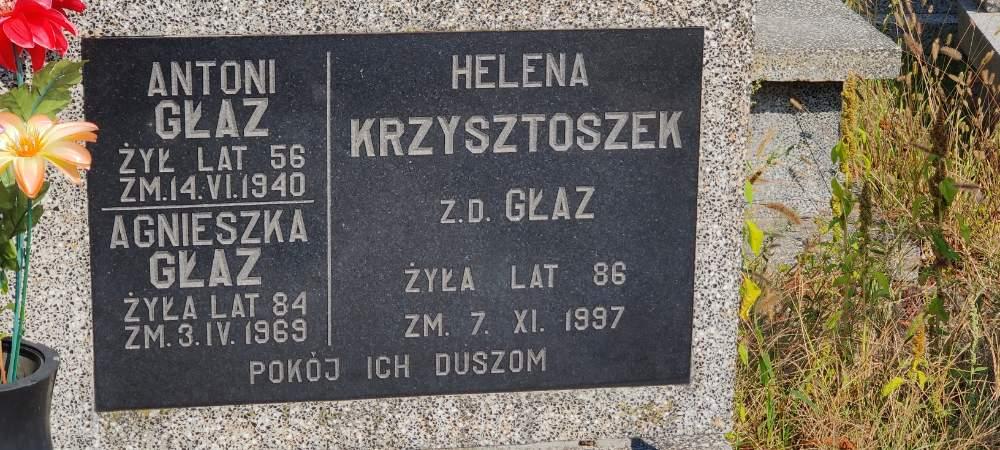 ANTONI
GŁAZ
ŻYŁ LAT 56
ZM.14.VI.1940
AGNIESZKA
GŁAZ
ŻYŁA LAT 84
ZM.3.IV.1969
HELENA
KRZYSZTOSZEK
Z.D. GŁAZ
ŻYŁA LAT 86
ZM. 7. XI. 1997
POKÓJ ICH DUSZOM